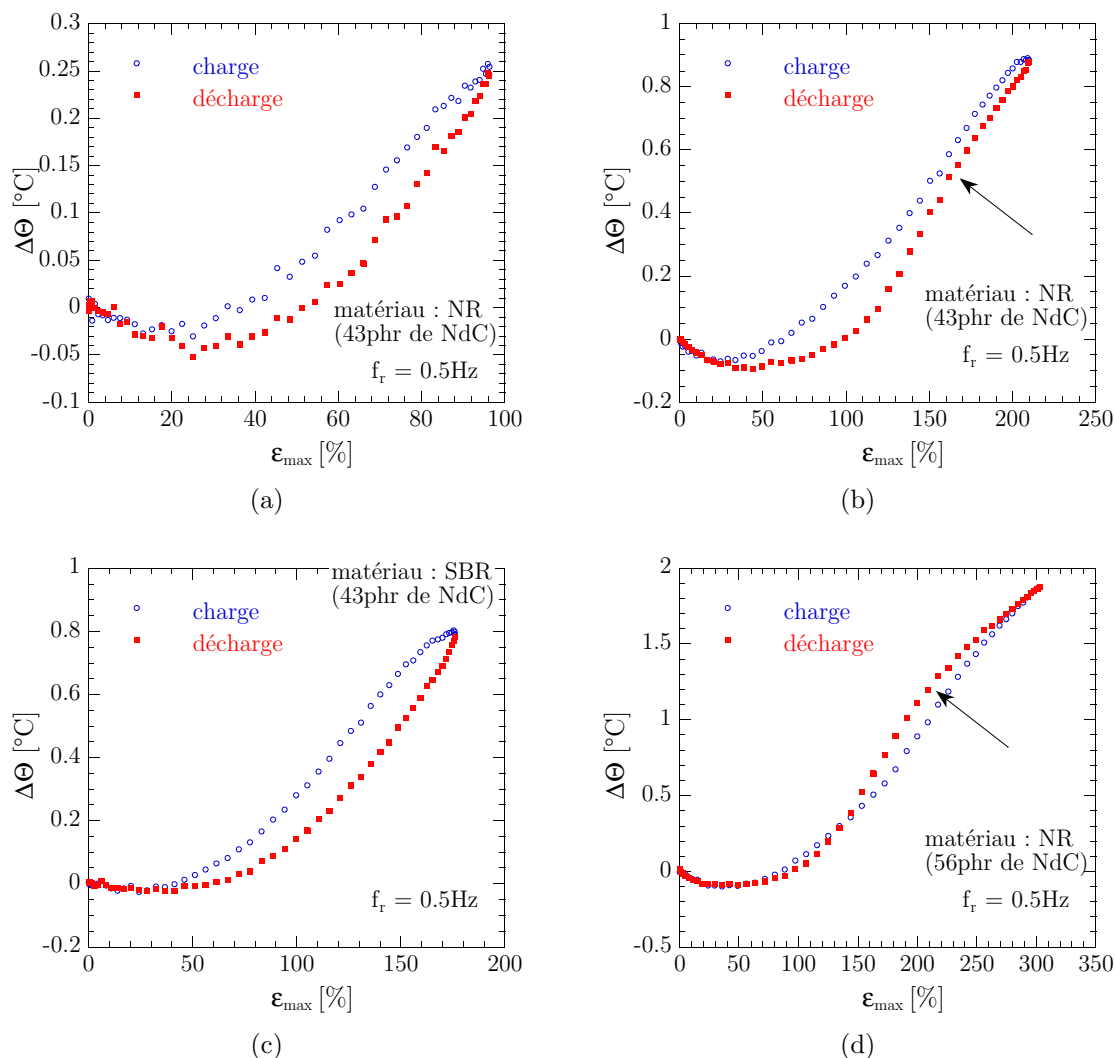 0.3
0.25
0.2
0.15
0.1
0.05
0
-0.05
-0.1
ΔΘ [°C]
charge
décharge
matériau : NR
(43phr de NdC)
f_r = 0.5Hz
0 20 40 60 80 100
ε_max [%]
(a)
1
0.8
0.6
0.4
0.2
0
-0.2
ΔΘ [°C]
charge
décharge
matériau : NR
(43phr de NdC)
f_r = 0.5Hz
0 50 100 150 200 250
ε_max [%]
(b)
1
0.8
0.6
0.4
0.2
0
-0.2
ΔΘ [°C]
matériau : SBR
(43phr de NdC)
charge
décharge
f_r = 0.5Hz
0 50 100 150 200
ε_max [%]
(c)
2
1.5
1
0.5
0
-0.5
ΔΘ [°C]
charge
décharge
matériau : NR
(56phr de NdC)
f_r = 0.5Hz
0 50 100 150 200 250 300 350
ε_max [%]
(d)